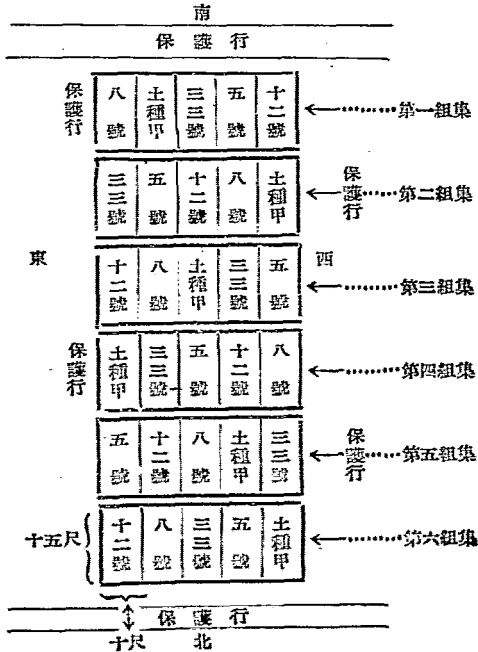 南
保護行
保護行
八號 土種甲 三三號 五號 十二號 第一組集
三三號 五號 十二號 八號 土種甲 保護行 第二組集
東
西
十二號 八號 土種甲 三三號 五號 第三組集
保護行
土種甲 三三號 五號 十二號 八號 第四組集
五號 十二號 八號 土種甲 三三號 保護行 第五組集
十五尺 十二號 八號 三三號 五號 土種甲 第六組集
保護行
十尺 北